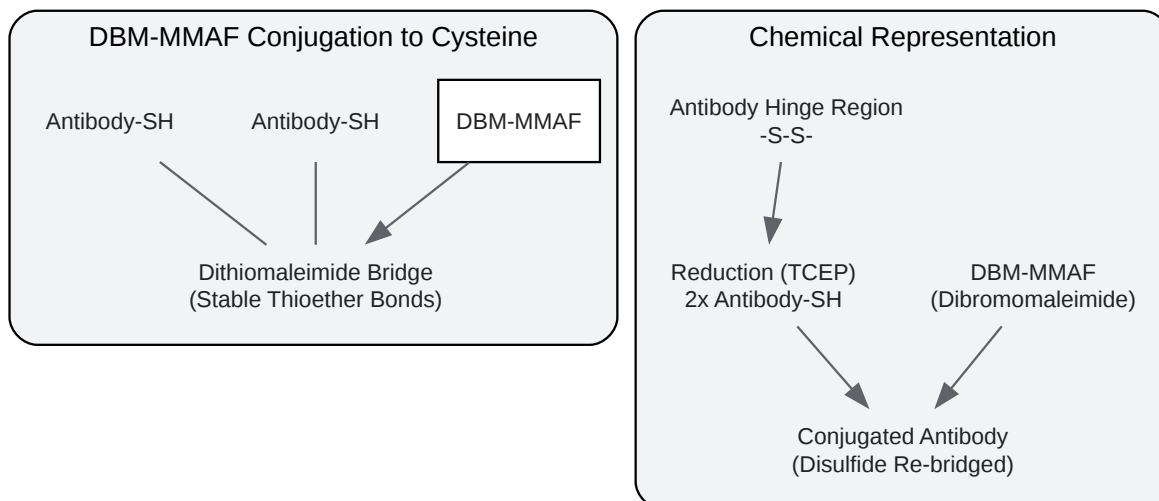 DBM-MMAF Conjugation to Cysteine
Antibody-SH
Antibody-SH
DBM-MMAF
Dithiomaleimide Bridge
(Stable Thioether Bonds)
Chemical Representation
Antibody Hinge Region
-S-S-
Reduction (TCEP)
2x Antibody-SH
DBM-MMAF
(Dibromomaleimide)
Conjugated Antibody
(Disulfide Re-bridged)